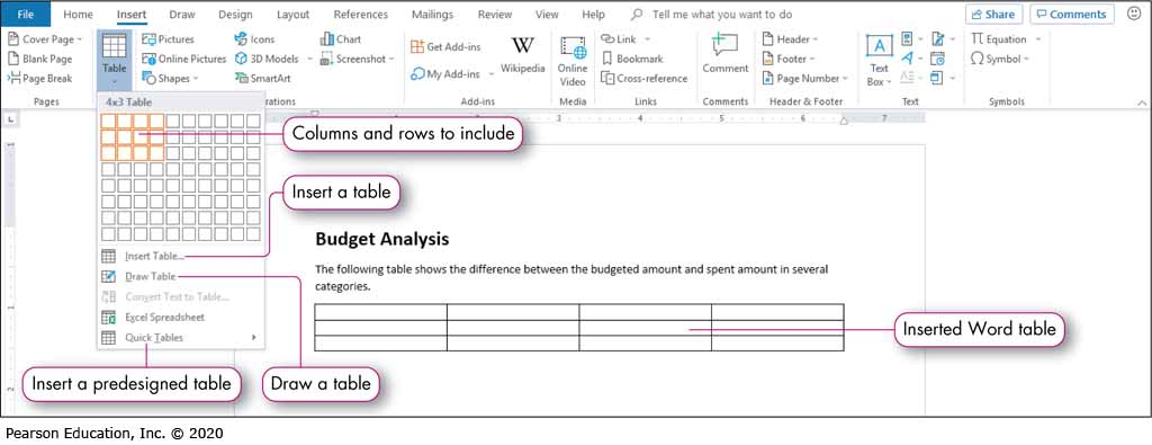 File Home Insert Draw Design Layout References Mailings Review View Help Tell me what you want to do Share Comments
Cover Page
Blank Page
Page Break
Pages
Table
Pictures
Online Pictures
Shapes
Icons
3D Models
SmartArt
Chart
Screenshot
rations
Get Add-ins
My Add-ins
W
Wikipedia
Add-ins
Online
Video
Media
Link
Bookmark
Cross-reference
Links
Comment
Comments
Header
Footer
Page Number
Header & Footer
A
Text
Box
Text
Equation
Symbol
Symbols
4x3 Table
Insert Table...
Draw Table
Convert Text to Table...
Excel Spreadsheet
Quick Tables
3 4 5 6 7
Columns and rows to include
Insert a table
Budget Analysis
The following table shows the difference between the budgeted amount and spent amount in several
categories.
Inserted Word table
Insert a predesigned table
Draw a table
Pearson Education, Inc. © 2020